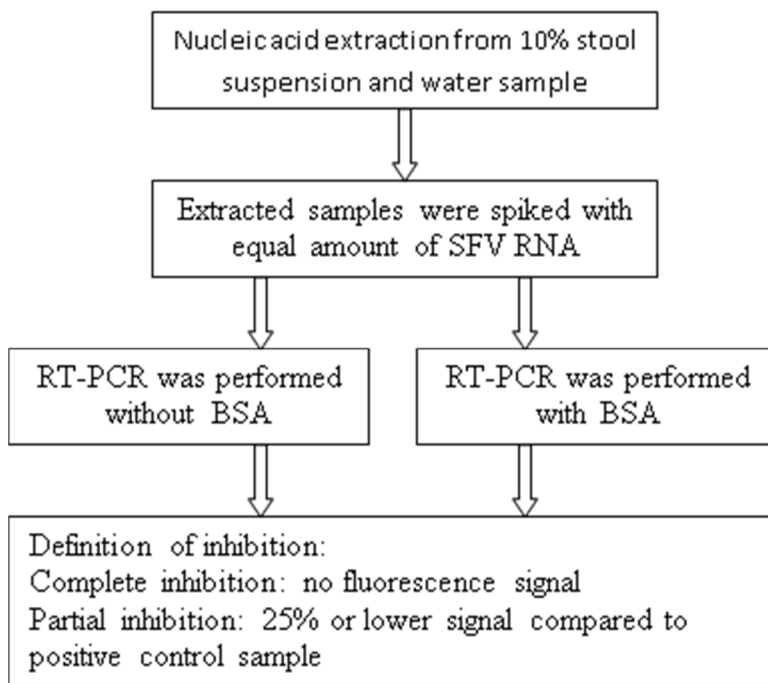 Nucleic acid extraction from 10% stool
suspension and water sample
Extracted samples were spiked with
equal amount of SFV RNA
RT-PCR was performed
without BSA
RT-PCR was performed
with BSA
Definition of inhibition:
Complete inhibition: no fluorescence signal
Partial inhibition: 25% or lower signal compared to
positive control sample